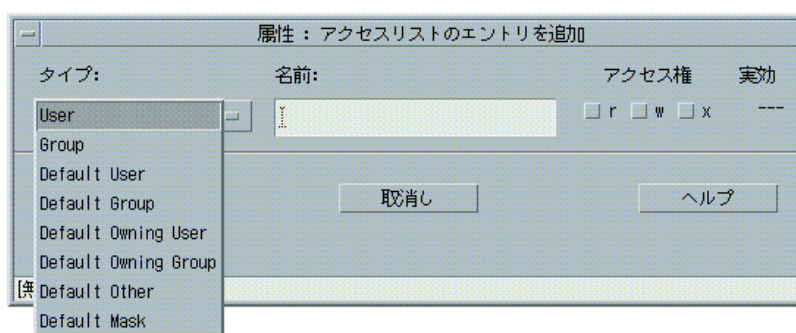 属性 : アクセスリストのエントリを追加
タイプ: 名前: アクセス権 実効
User r w x ---
Group
Default User
Default Group 取消し ヘルプ
Default Owning User
Default Owning Group
[無
Default Other
Default Mask